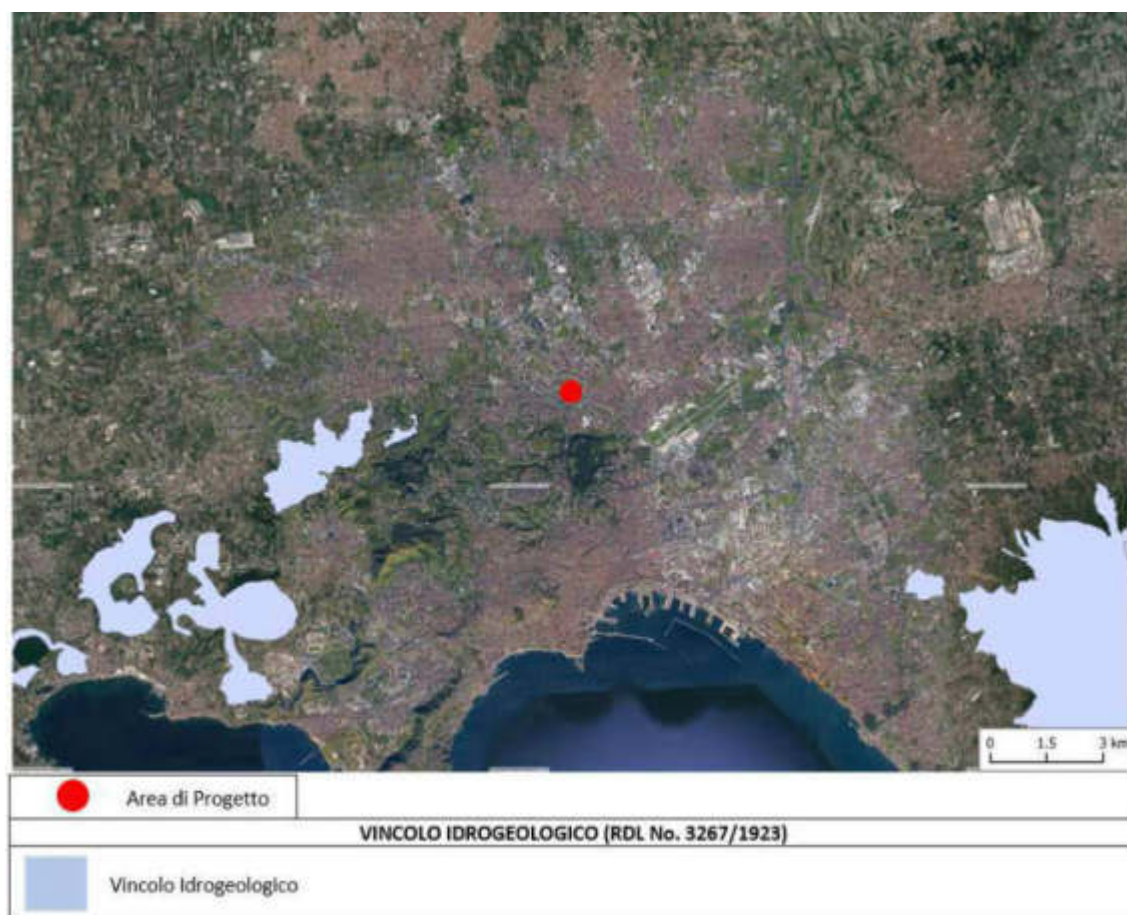 0 1.5 3 km
Area di Progetto
VINCOLO IDROGEOLOGICO (RDL No. 3267/1923)
Vincolo Idrogeologico